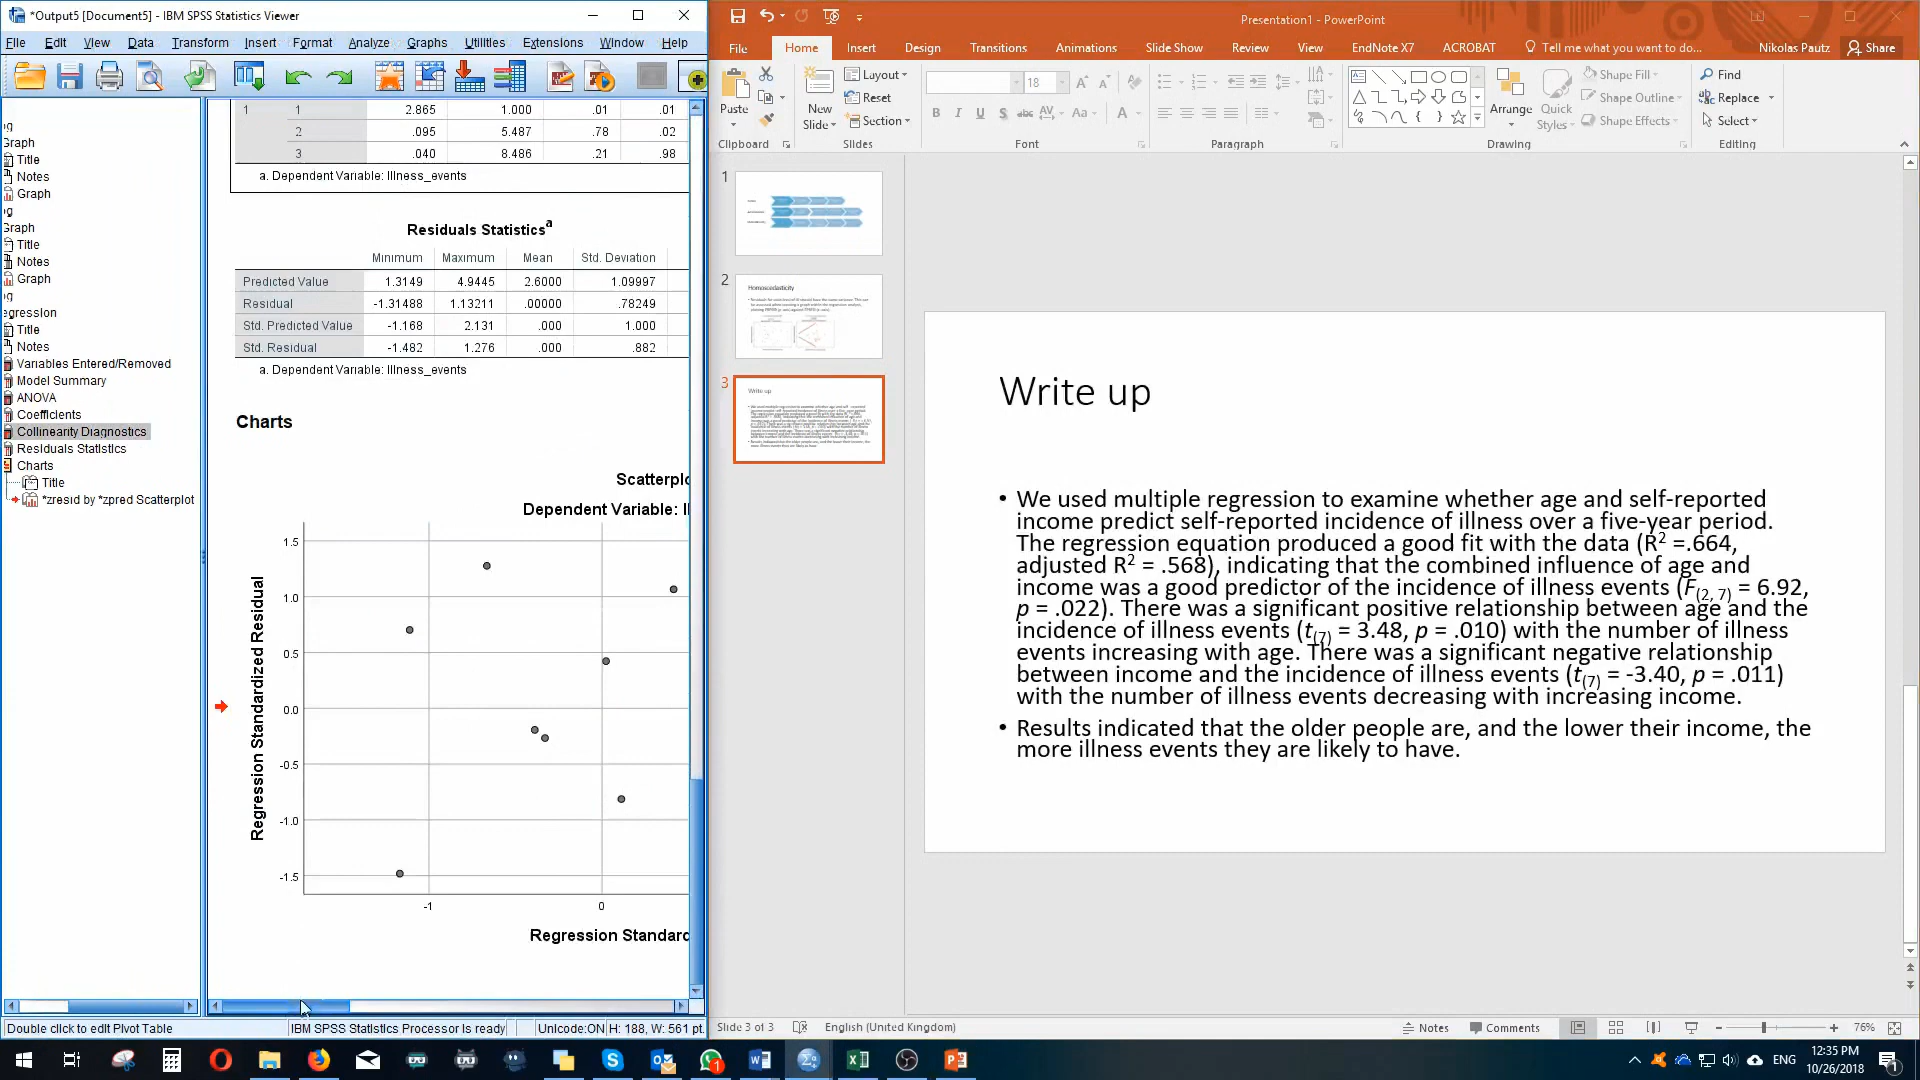 *Output5 [Document5] - IBM SPSS Statistics Viewer
File Edit View Data Transform Insert Format Analyze Graphs Utilities Extensions Window Help
og
Graph
Title
Notes
Graph
og
Graph
Title
Notes
Graph
og
egression
Title
Notes
Variables Entered/Removed
Model Summary
ANOVA
Coefficients
Collinearity Diagnostics
Residuals Statistics
Charts
Title
*zresid by *zpred Scatterplot
1 1 2.865 1.000 .01 .01
2 .095 5.487 .78 .02
3 .040 8.486 .21 .98
a. Dependent Variable: Illness_events
Residuals Statisticsa
Minimum Maximum Mean Std. Deviation
Predicted Value 1.3149 4.9445 2.6000 1.09997
Residual -1.31488 1.13211 .00000 .78249
Std. Predicted Value -1.168 2.131 .000 1.000
Std. Residual -1.482 1.276 .000 .882
a. Dependent Variable: Illness_events
Charts
Scatterplo
Dependent Variable: Il
Regression Standardized Residual
1.5
1.0
0.5
0.0
-0.5
-1.0
-1.5
-1 0
Regression Standard
Double click to edit Pivot Table IBM SPSS Statistics Processor is ready Unicode:ON H: 188, W: 561 pt.
Presentation1 - PowerPoint
File Home Insert Design Transitions Animations Slide Show Review View EndNote X7 ACROBAT Tell me what you want to do... Nikolas Pautz Share
Paste
New
Slide
Layout
Reset
Section
18
B I U S abc AV Aa A
Arrange
Quick
Styles
Shape Fill
Shape Outline
Shape Effects
Find
Replace
Select
Clipboard Slides Font Paragraph Drawing Editing
1
2
Homoscedasticity
3
Write up
Write up
• We used multiple regression to examine whether age and self-reported
income predict self-reported incidence of illness over a five-year period.
The regression equation produced a good fit with the data (R² =.664,
adjusted R² = .568), indicating that the combined influence of age and
income was a good predictor of the incidence of illness events (F(2, 7) = 6.92,
p = .022). There was a significant positive relationship between age and the
incidence of illness events (t(7) = 3.48, p = .010) with the number of illness
events increasing with age. There was a significant negative relationship
between income and the incidence of illness events (t(7) = -3.40, p = .011)
with the number of illness events decreasing with increasing income.
• Results indicated that the older people are, and the lower their income, the
more illness events they are likely to have.
Slide 3 of 3 English (United Kingdom) Notes Comments 76%
ENG
12:35 PM
10/26/2018